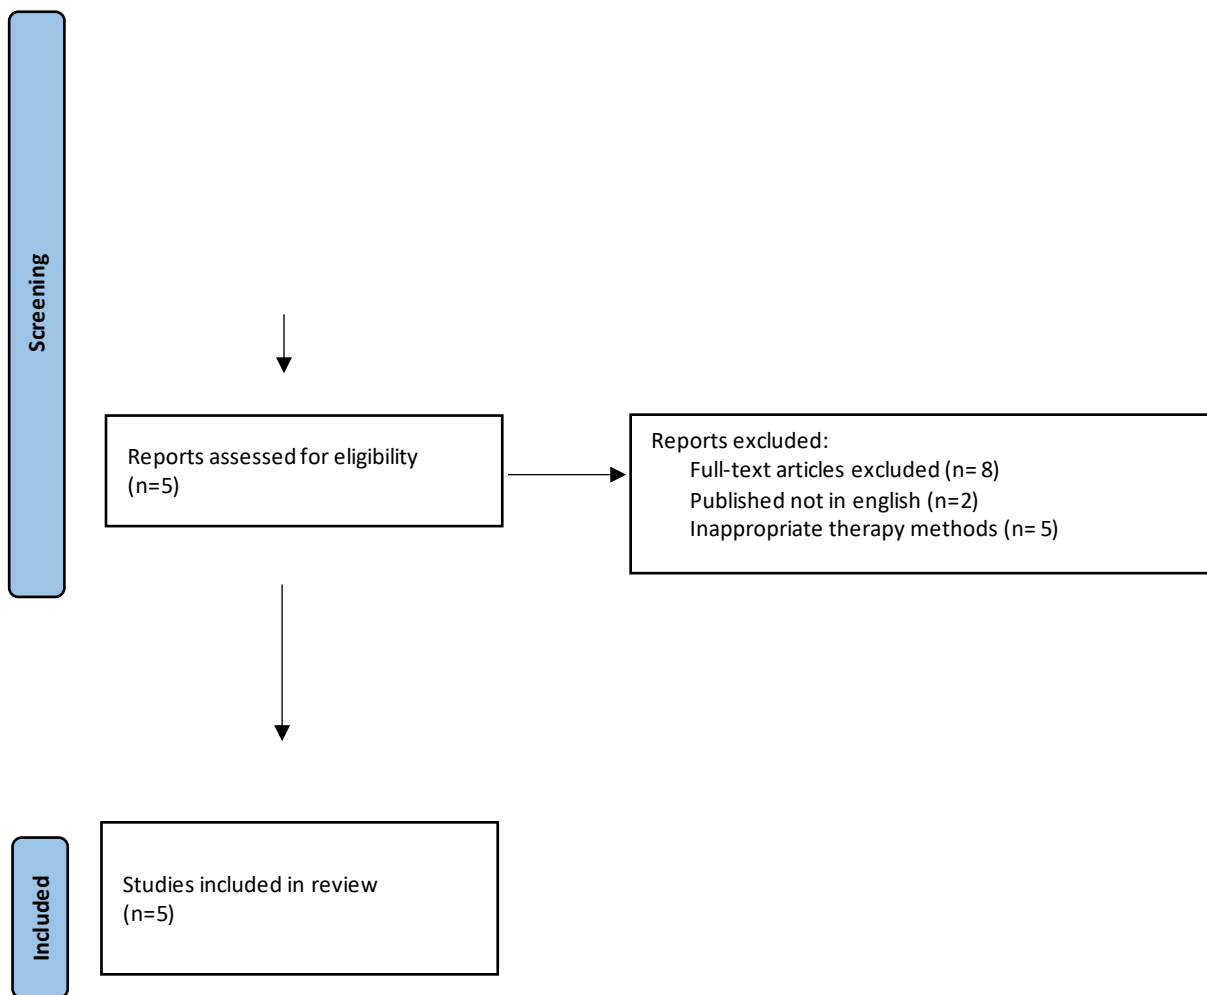 Screening
Reports assessed for eligibility
(n=5)
Reports excluded:
Full-text articles excluded (n= 8)
Published not in english (n=2)
Inappropriate therapy methods (n= 5)
Included
Studies included in review
(n=5)